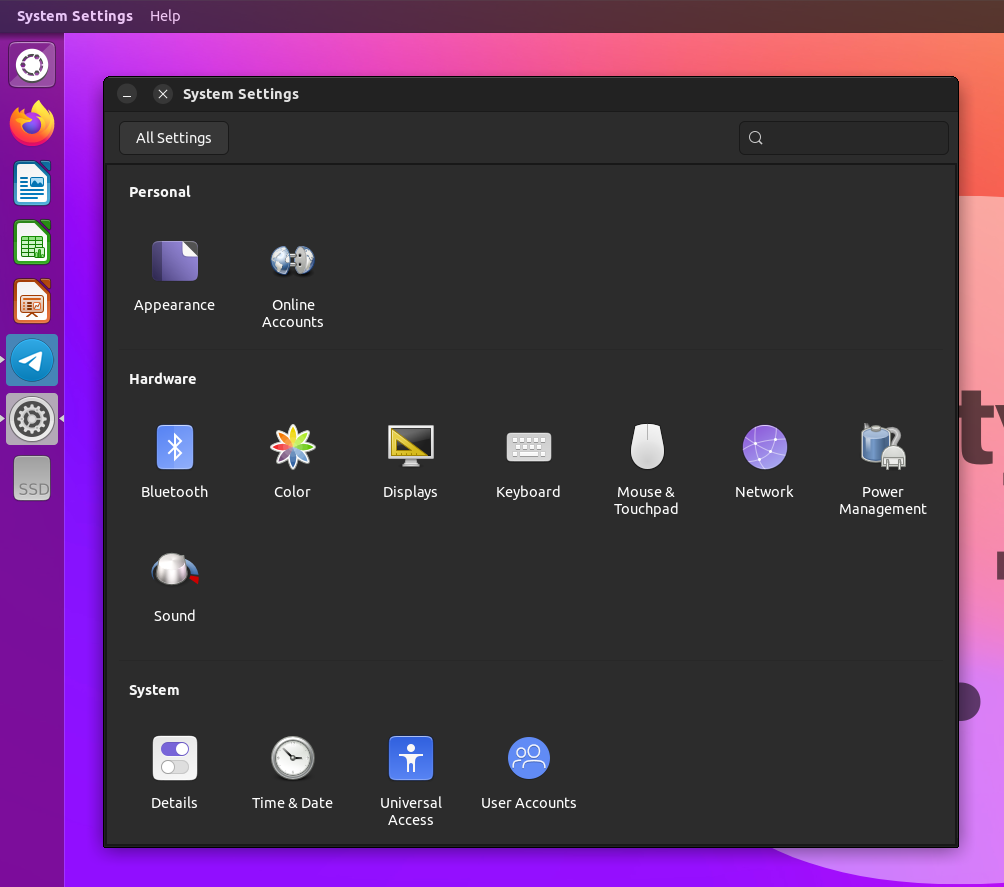 System Settings Help
System Settings
All Settings
Personal
Appearance
Online
Accounts
Hardware
Bluetooth
Color
Displays
Keyboard
Mouse &
Touchpad
Network
Power
Management
Sound
System
Details
Time & Date
Universal
Access
User Accounts
SSD